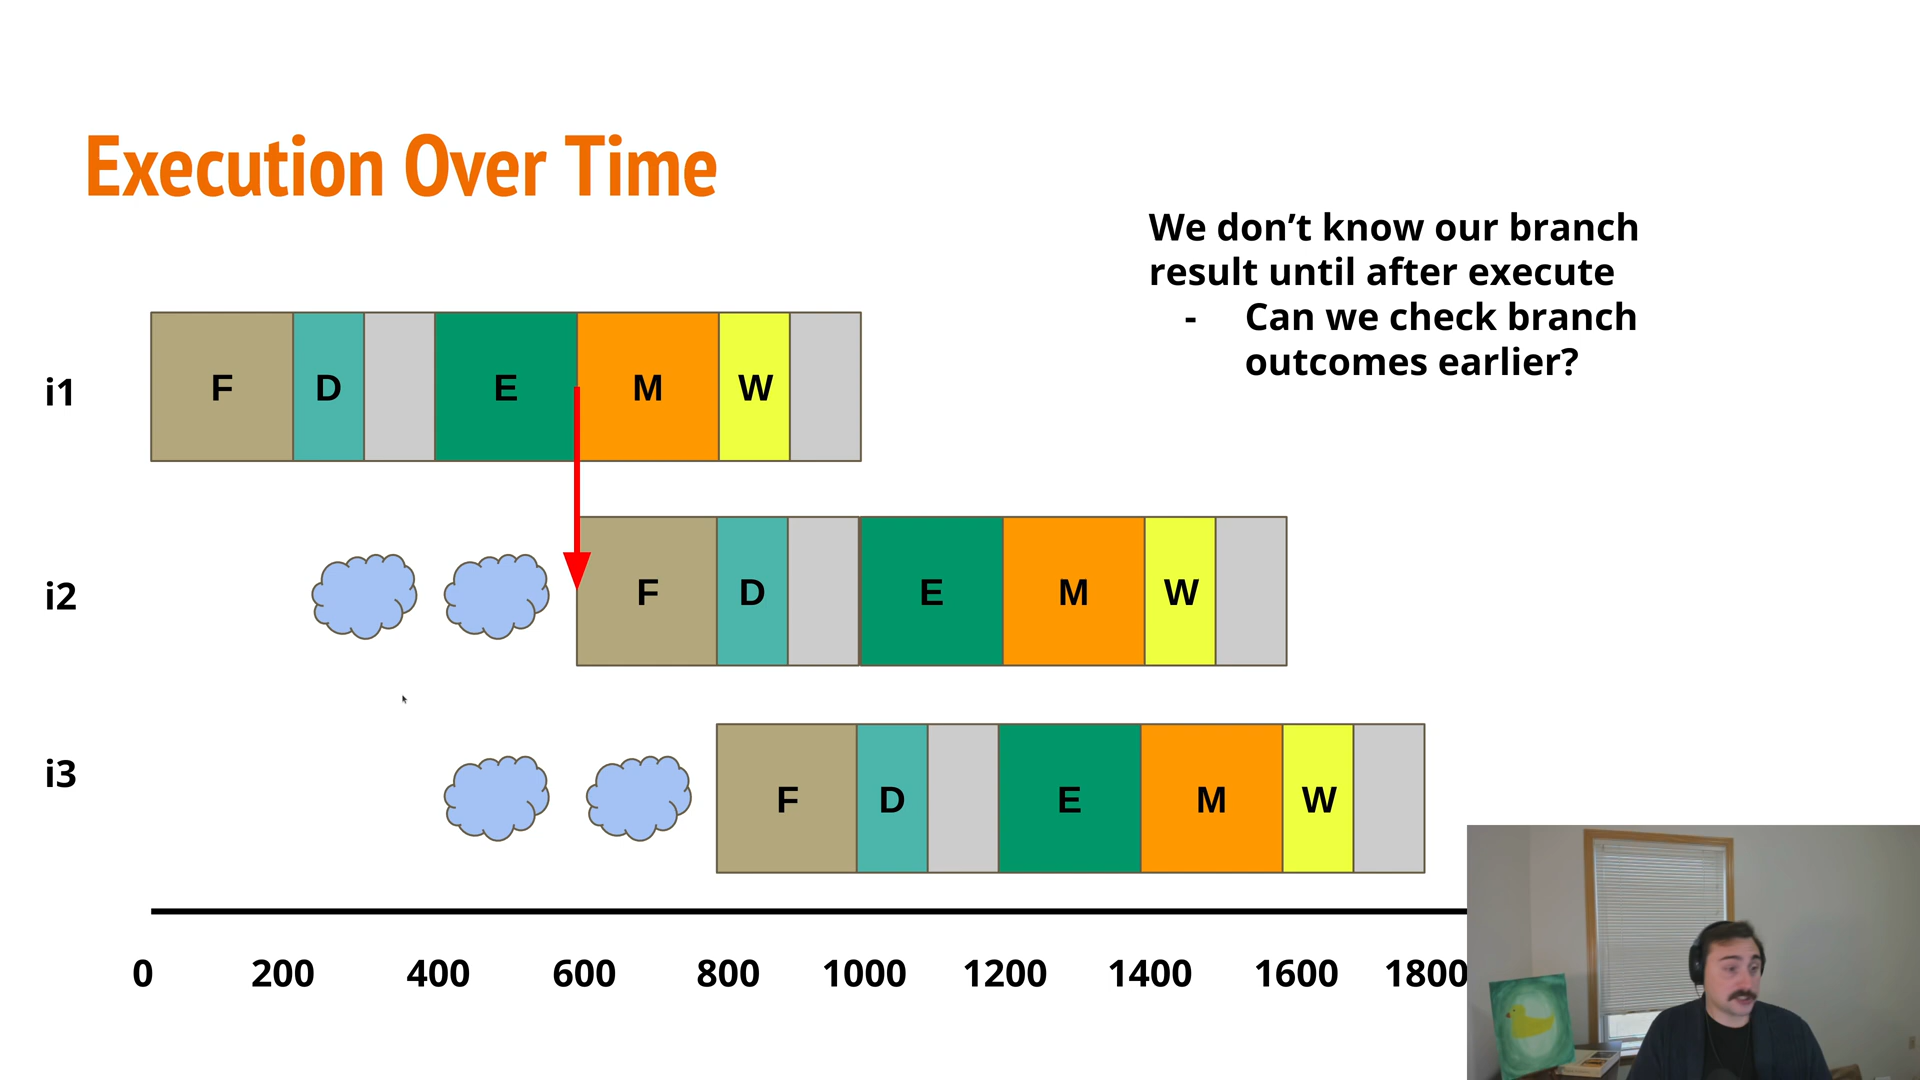 Execution Over Time
We don’t know our branch
result until after execute
- Can we check branch
outcomes earlier?
i1 F D E M W
i2 F D E M W
i3 F D E M W
0 200 400 600 800 1000 1200 1400 1600 1800